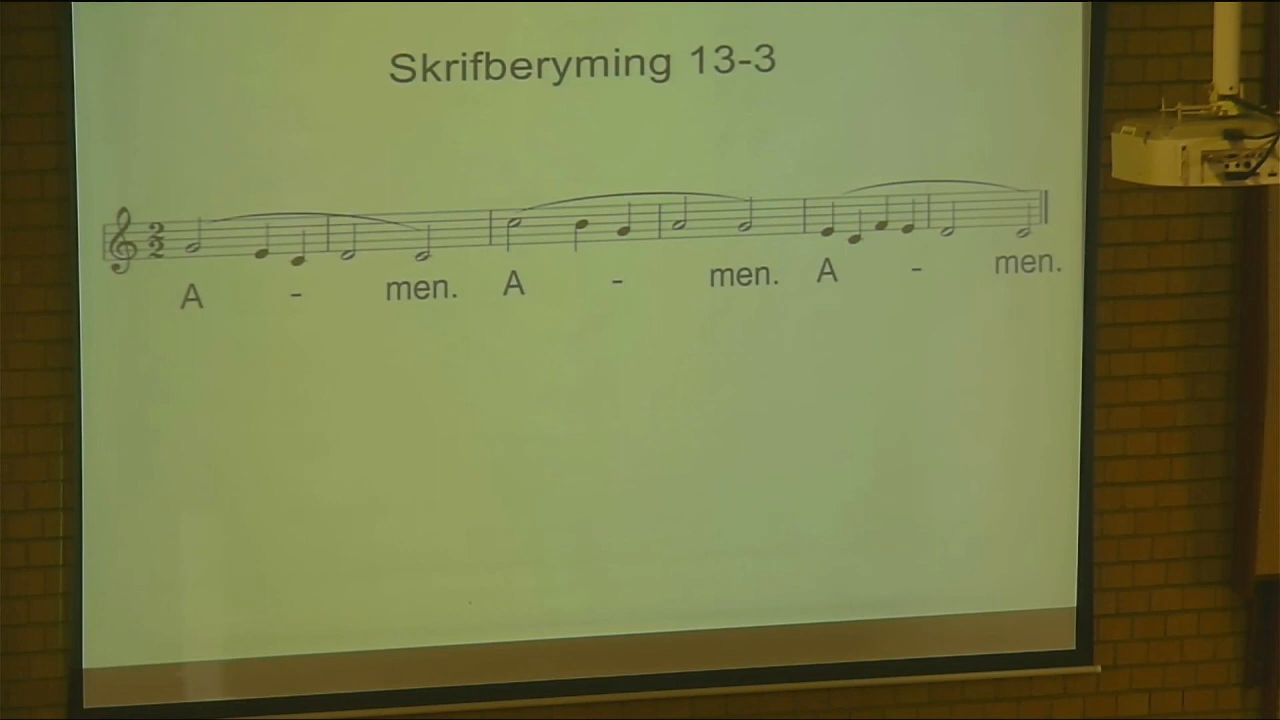 Skrifberyming 13-3
A - men. A - men. A - men.